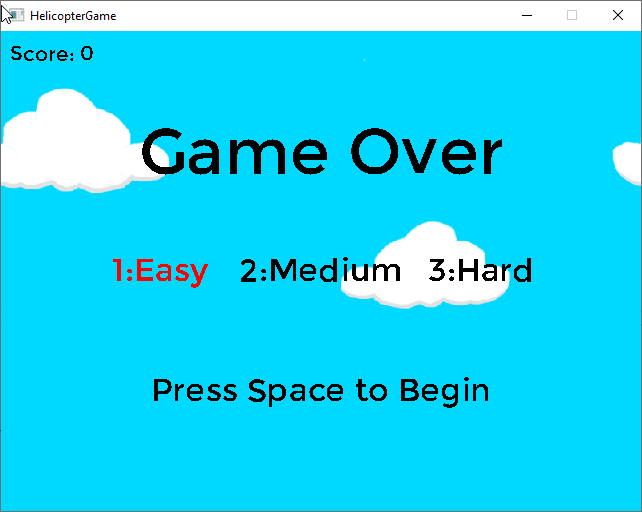 HelicopterGame
Score: 0
Game Over
1:Easy 2:Medium 3:Hard
Press Space to Begin